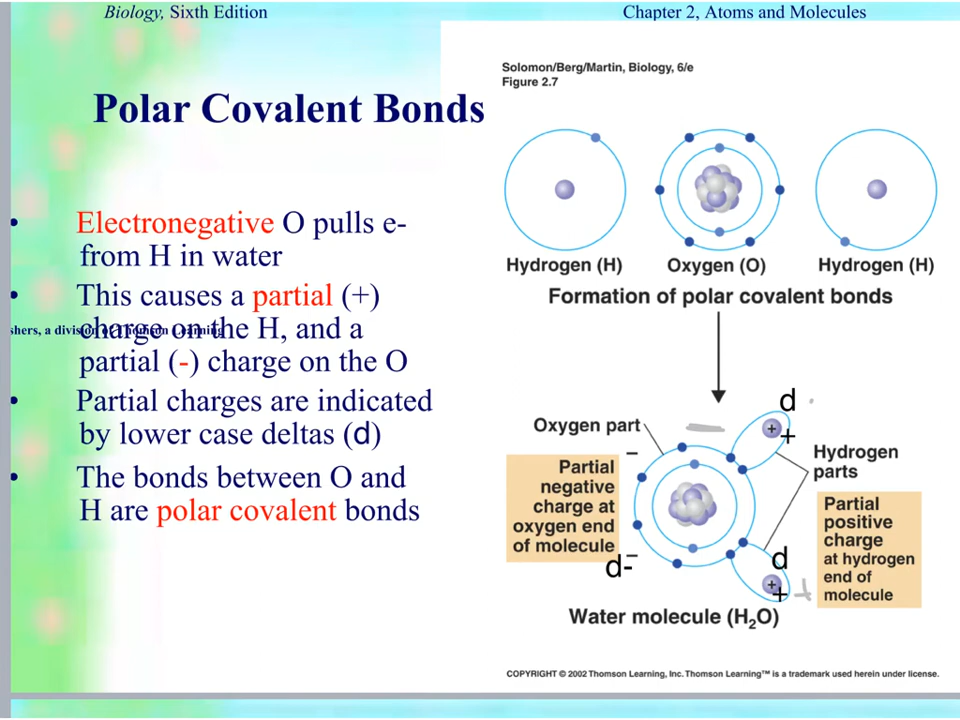 Biology, Sixth Edition
Chapter 2, Atoms and Molecules
Solomon/Berg/Martin, Biology, 6/e
Figure 2.7
Polar Covalent Bonds
• Electronegative O pulls e-
from H in water
• This causes a partial (+)
charge on the H, and a
partial (-) charge on the O
• Partial charges are indicated
by lower case deltas (d)
• The bonds between O and
H are polar covalent bonds
shers, a division of Thomson Learning
Hydrogen (H)
Oxygen (O)
Hydrogen (H)
Formation of polar covalent bonds
Oxygen part
–
Partial
negative
charge at
oxygen end
of molecule
–
d-
d
+
+
Hydrogen
parts
Partial
positive
charge
at hydrogen
end of
molecule
d
+
+
Water molecule (H₂O)
COPYRIGHT © 2002 Thomson Learning, Inc. Thomson Learning™ is a trademark used herein under license.